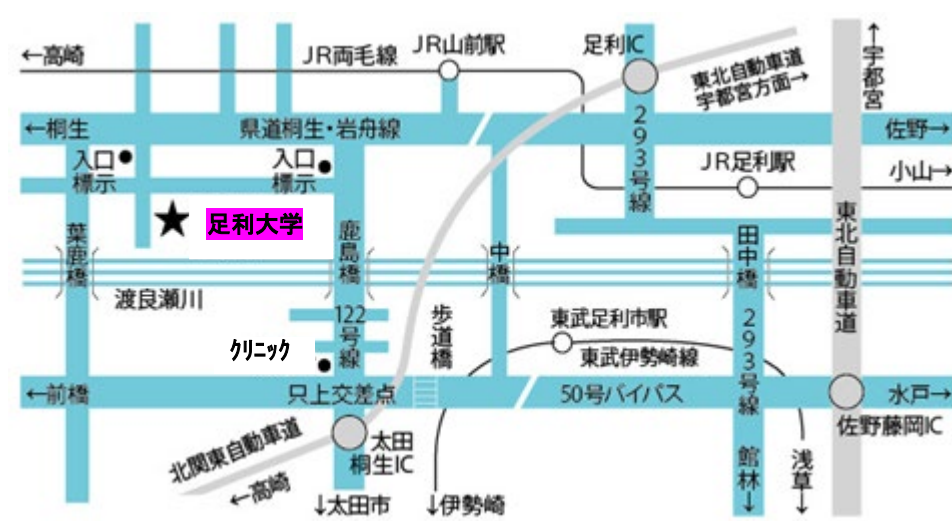 ←高崎
JR両毛線
JR山前駅
足利IC
東北自動車道
宇都宮方面→
←宇都宮
←桐生
県道桐生・岩舟線
293号線
佐野→
入口
標示
入口
標示
JR足利駅
小山→
★
足利大学
葉鹿橋
鹿島橋
中橋
田中橋
東北自動車道
渡良瀬川
122号線
歩道橋
東武足利市駅
東武伊勢崎線
293号線
クリニック
←前橋
只上交差点
50号バイパス
水戸→
佐野藤岡IC
北関東自動車道
←高崎
太田
桐生IC
↓太田市
↓伊勢崎
館林→
浅草→